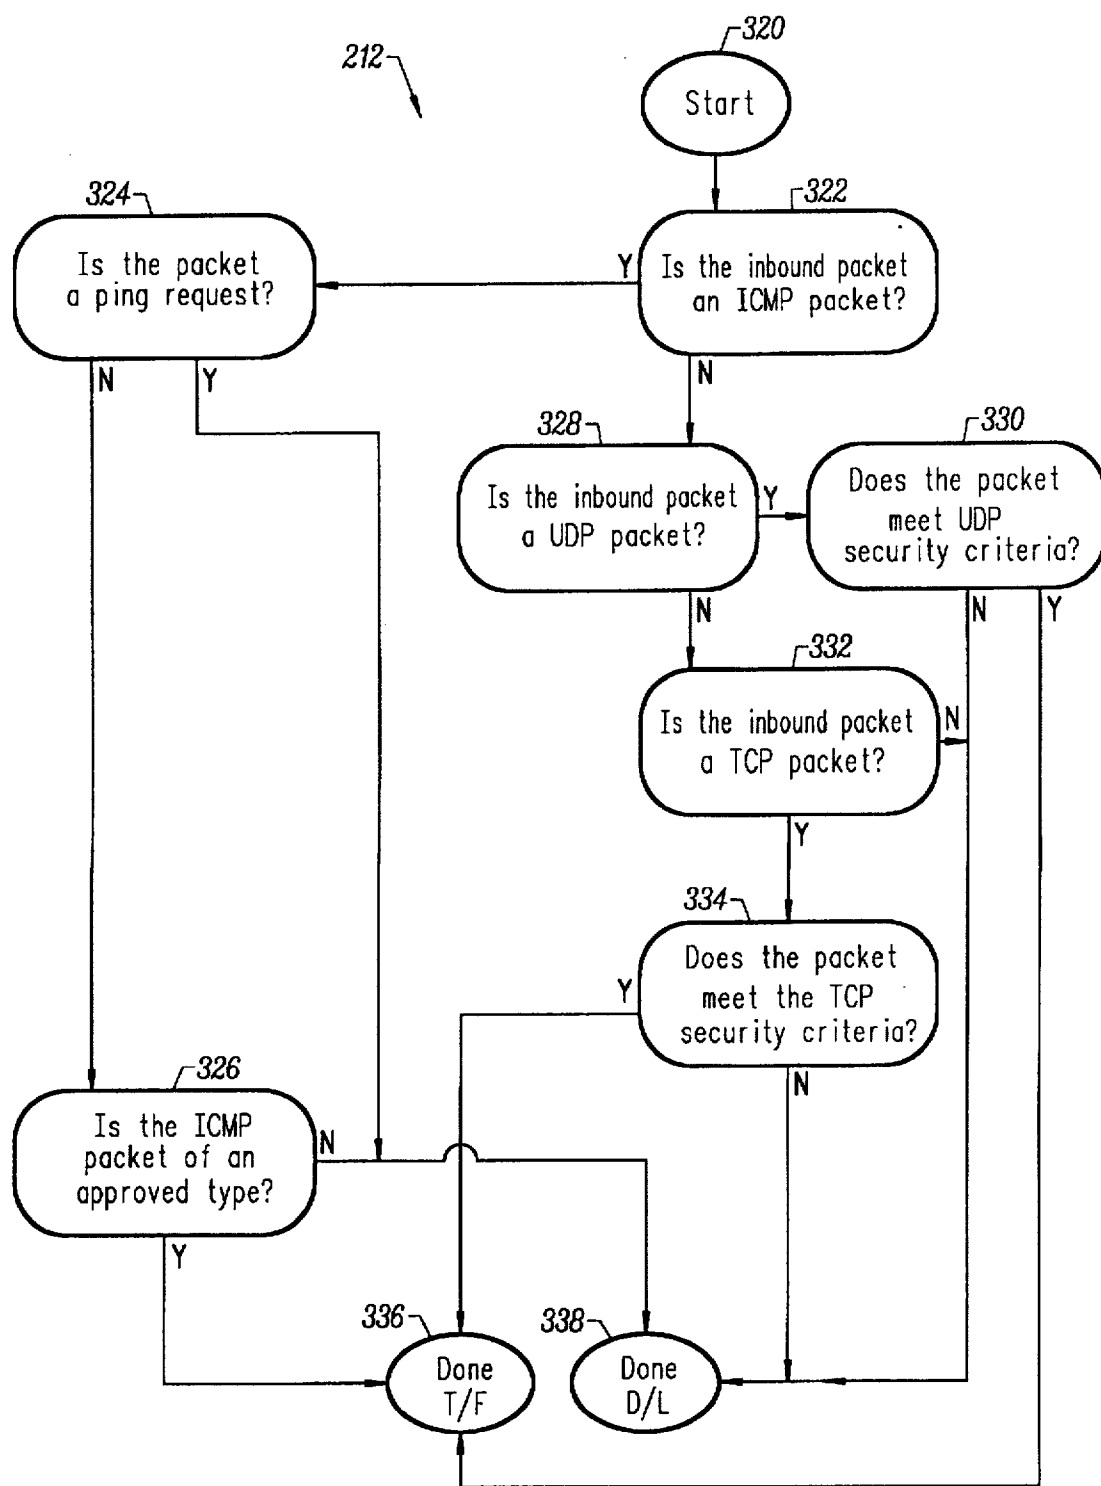 320
212
Start
324
322
Is the packet
a ping request?
Y
Is the inbound packet
an ICMP packet?
N
Y
N
328
330
Is the inbound packet
a UDP packet?
Y
Does the packet
meet UDP
security criteria?
N
N
Y
332
Is the inbound packet
a TCP packet?
N
Y
334
Does the packet
meet the TCP
security criteria?
Y
N
326
Is the ICMP
packet of an
approved type?
N
Y
336
338
Done
T/F
Done
D/L